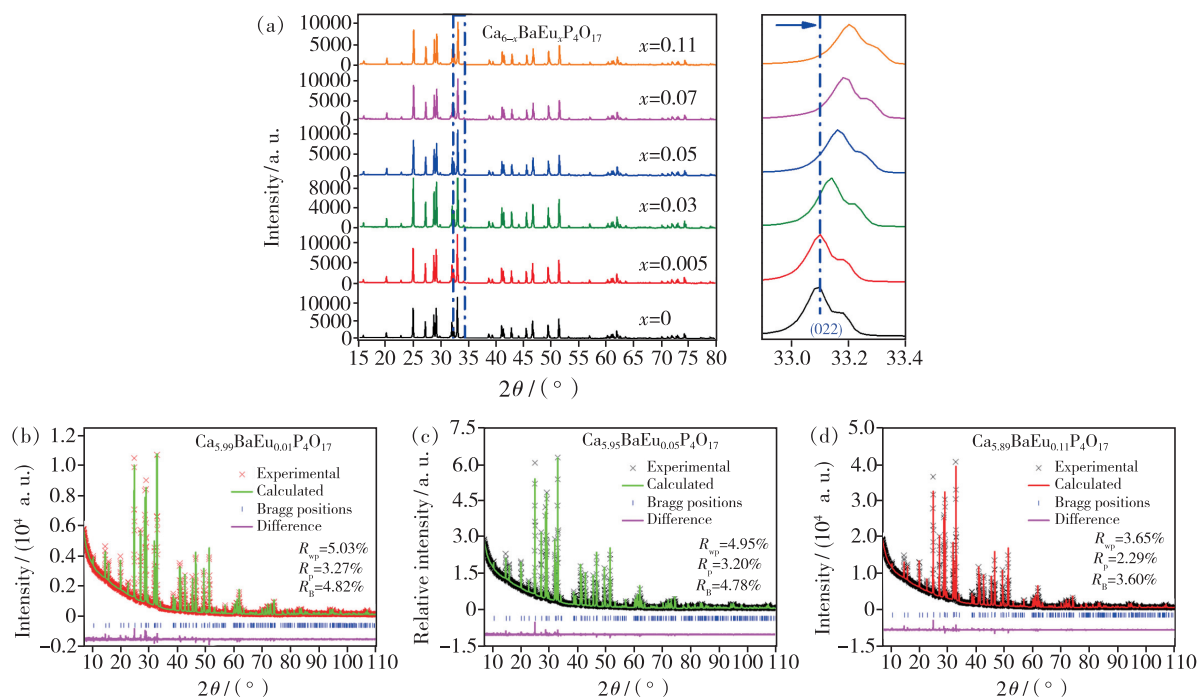 (a)
Ca6−xBaEuxP4O17
x=0.11
x=0.07
x=0.05
x=0.03
x=0.005
x=0
10000
5000
0
5000
0
10000
5000
0
8000
4000
0
10000
5000
0
10000
5000
0
Intensity/a. u.
15 20 25 30 35 40 45 50 55 60 65 70 75 80
2θ/(°)
(022)
33.0 33.2 33.4
2θ/(°)
(b)
Ca5.99BaEu0.01P4O17
Experimental
Calculated
Bragg positions
Difference
Rwp=5.03%
Rp=3.27%
RB=4.82%
1.2
1.0
0.8
0.6
0.4
0.2
0
−0.2
Intensity/(10⁴ a. u.)
10 20 30 40 50 60 70 80 90 100 110
2θ/(°)
(c)
Ca5.95BaEu0.05P4O17
Experimental
Calculated
Bragg positions
Difference
Rwp=4.95%
Rp=3.20%
RB=4.78%
7.5
6.0
4.5
3.0
1.5
0
−1.5
Relative intensity/a. u.
10 20 30 40 50 60 70 80 90 100 110
2θ/(°)
(d)
Ca5.89BaEu0.11P4O17
Experimental
Calculated
Bragg positions
Difference
Rwp=3.65%
Rp=2.29%
RB=3.60%
5.0
4.0
3.0
2.0
1.0
0
−1.5
Intensity/(10⁴ a. u.)
10 20 30 40 50 60 70 80 90 100 110
2θ/(°)